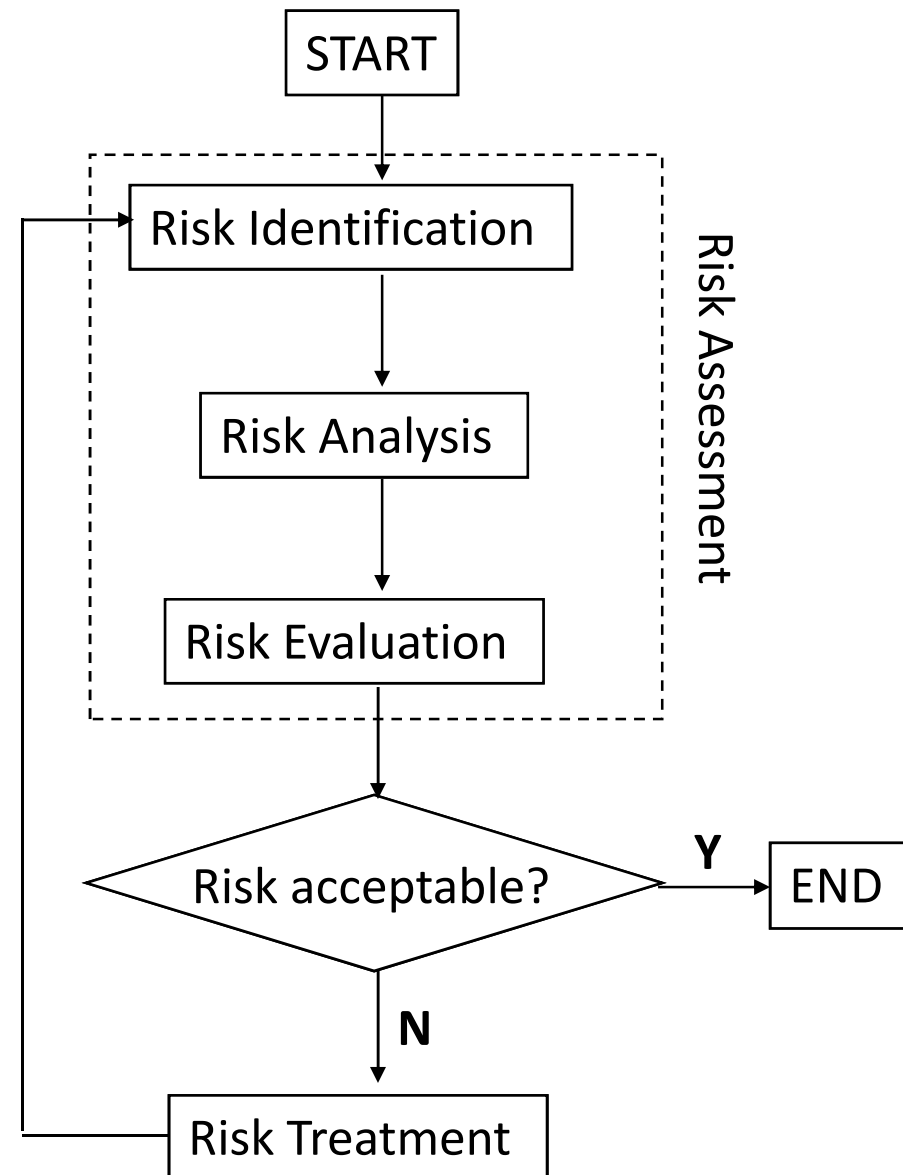 START
Risk Identification
Risk Analysis
Risk Evaluation
Risk Assessment
Risk acceptable?
Y
END
N
Risk Treatment